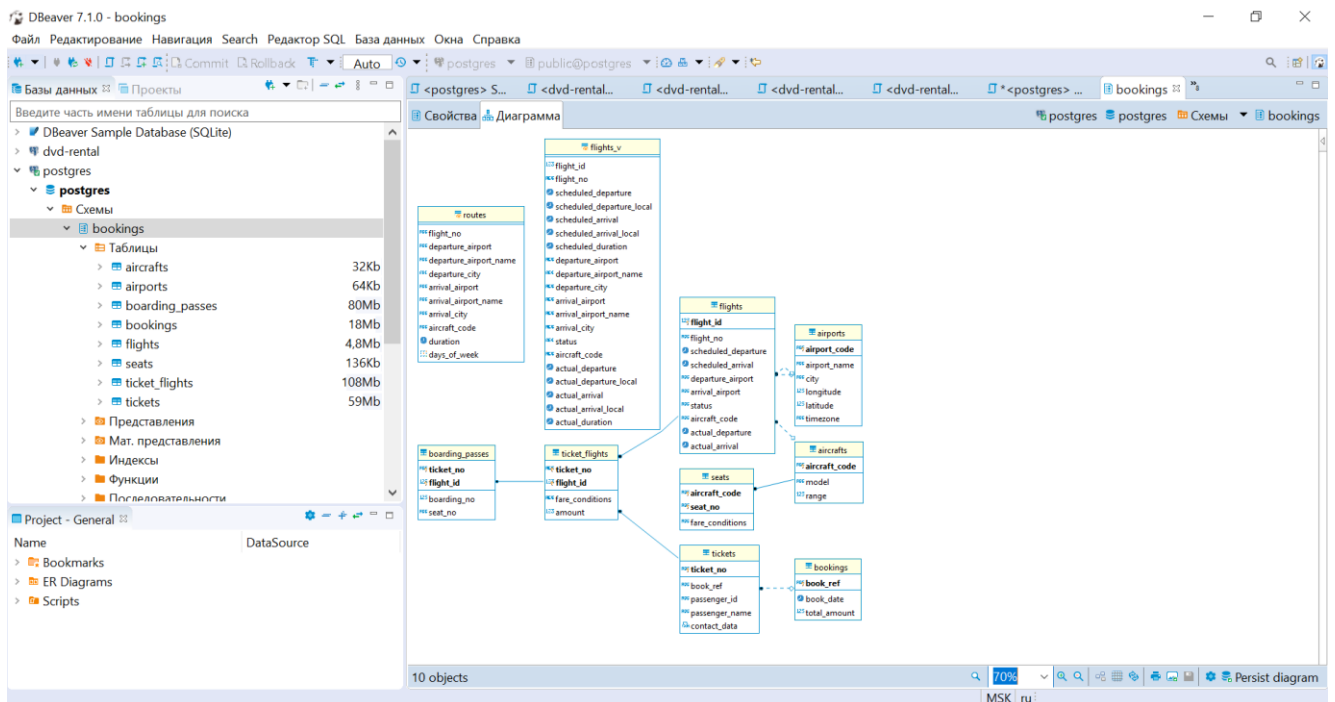 DBeaver 7.1.0 - bookings
Файл Редактирование Навигация Search Редактор SQL База данных Окна Справка
Commit Rollback Auto postgres public@postgres
Базы данных Проекты
Введите часть имени таблицы для поиска
DBeaver Sample Database (SQLite)
dvd-rental
postgres
postgres
Схемы
bookings
Таблицы
aircrafts 32Kb
airports 64Kb
boarding_passes 80Mb
bookings 18Mb
flights 4,8Mb
seats 136Kb
ticket_flights 108Mb
tickets 59Mb
Представления
Мат. представления
Индексы
Функции
Последовательности
Project - General
Name DataSource
Bookmarks
ER Diagrams
Scripts
<postgres> S... <dvd-rental... <dvd-rental... <dvd-rental... <dvd-rental... *<postgres> ... bookings
Свойства Диаграмма postgres postgres Схемы bookings
routes
flight_no
departure_airport
departure_airport_name
departure_city
arrival_airport
arrival_airport_name
arrival_city
aircraft_code
duration
days_of_week
flights_v
flight_id
flight_no
scheduled_departure
scheduled_departure_local
scheduled_arrival
scheduled_arrival_local
scheduled_duration
departure_airport
departure_airport_name
departure_city
arrival_airport
arrival_airport_name
arrival_city
status
aircraft_code
actual_departure
actual_departure_local
actual_arrival
actual_arrival_local
actual_duration
flights
flight_id
flight_no
scheduled_departure
scheduled_arrival
departure_airport
arrival_airport
status
aircraft_code
actual_departure
actual_arrival
airports
airport_code
airport_name
city
longitude
latitude
timezone
boarding_passes
ticket_no
flight_id
boarding_no
seat_no
ticket_flights
ticket_no
flight_id
fare_conditions
amount
seats
aircraft_code
seat_no
fare_conditions
aircrafts
aircraft_code
model
range
tickets
ticket_no
book_ref
passenger_id
passenger_name
contact_data
bookings
book_ref
book_date
total_amount
10 objects 70% Persist diagram
MSK ru